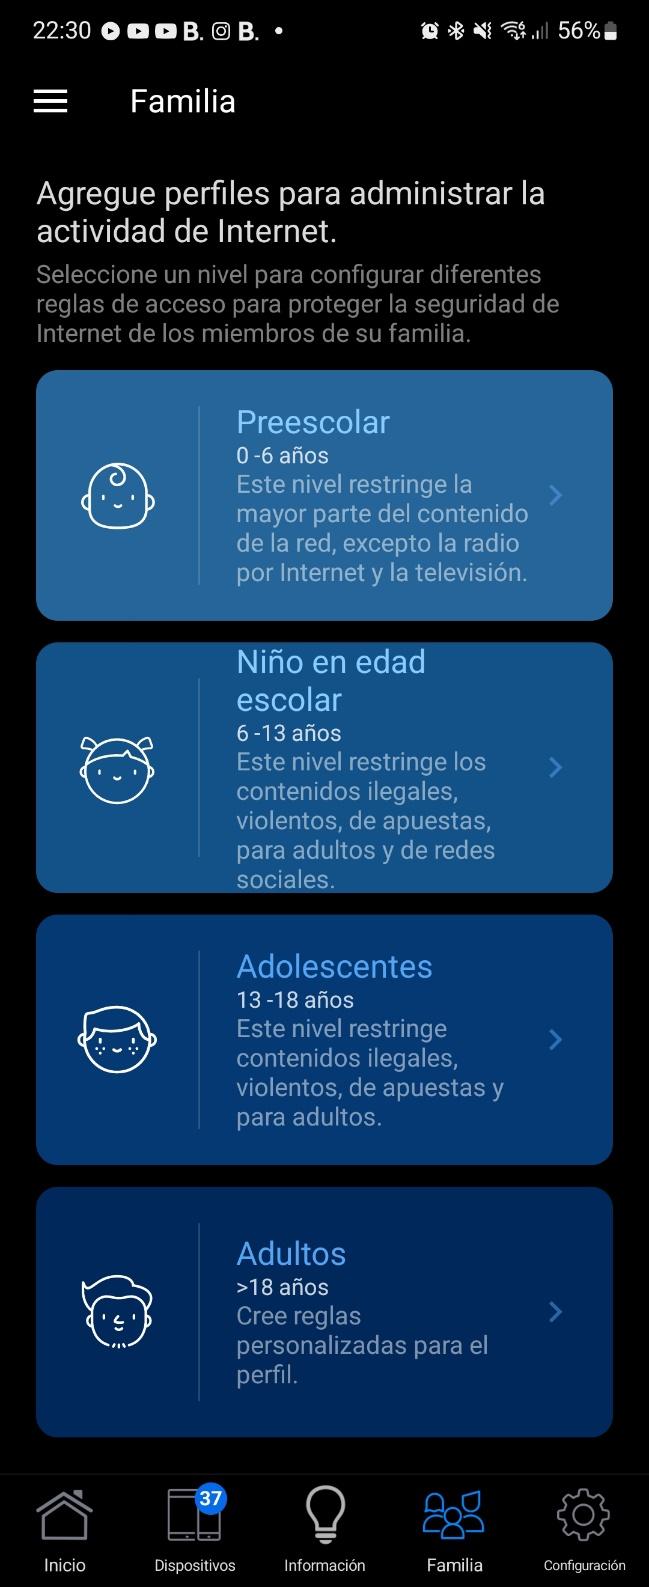 22:30 B. B. 56%
Familia
Agregue perfiles para administrar la
actividad de Internet.
Seleccione un nivel para configurar diferentes
reglas de acceso para proteger la seguridad de
Internet de los miembros de su familia.
Preescolar
0 -6 años
Este nivel restringe la
mayor parte del contenido
de la red, excepto la radio
por Internet y la televisión.
Niño en edad
escolar
6 -13 años
Este nivel restringe los
contenidos ilegales,
violentos, de apuestas,
para adultos y de redes
sociales.
Adolescentes
13 -18 años
Este nivel restringe
contenidos ilegales,
violentos, de apuestas y
para adultos.
Adultos
>18 años
Cree reglas
personalizadas para el
perfil.
37
Inicio Dispositivos Información Familia Configuración